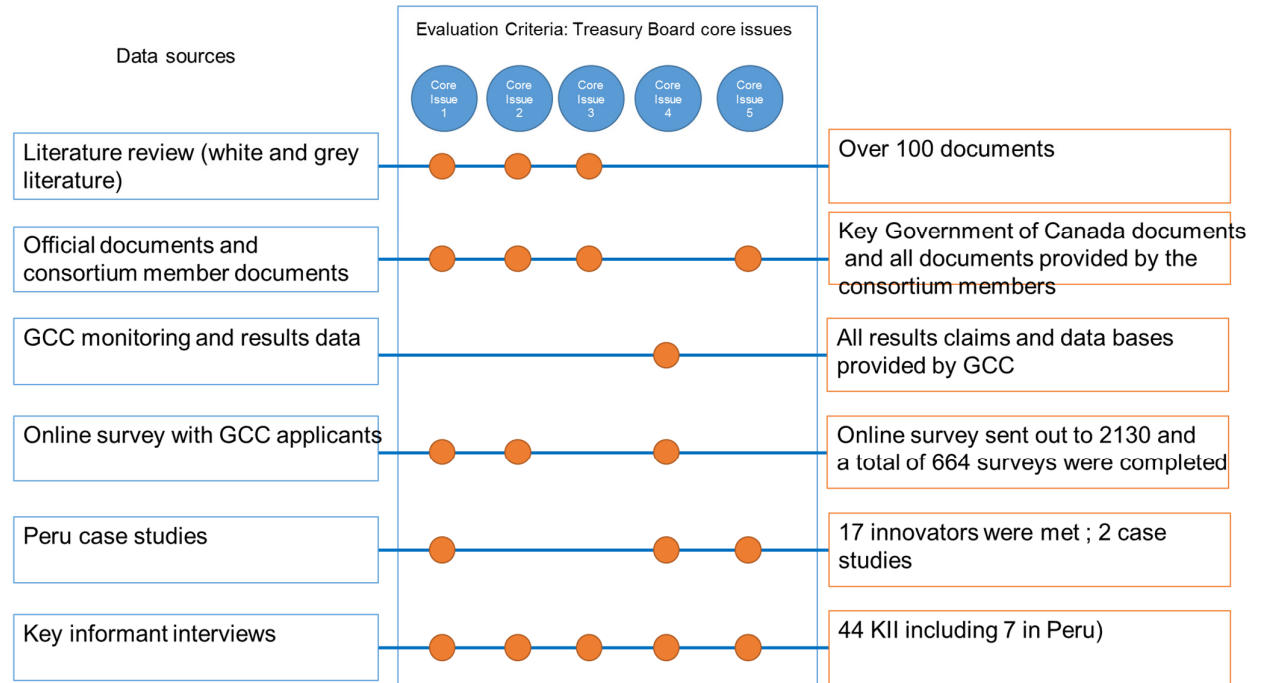 Evaluation Criteria: Treasury Board core issues
Data sources
Core
Issue
1
Core
Issue
2
Core
Issue
3
Core
Issue
4
Core
Issue
5
Literature review (white and grey
literature)
Over 100 documents
Official documents and
consortium member documents
Key Government of Canada documents
and all documents provided by the
consortium members
GCC monitoring and results data
All results claims and data bases
provided by GCC
Online survey with GCC applicants
Online survey sent out to 2130 and
a total of 664 surveys were completed
Peru case studies
17 innovators were met ; 2 case
studies
Key informant interviews
44 KII including 7 in Peru)